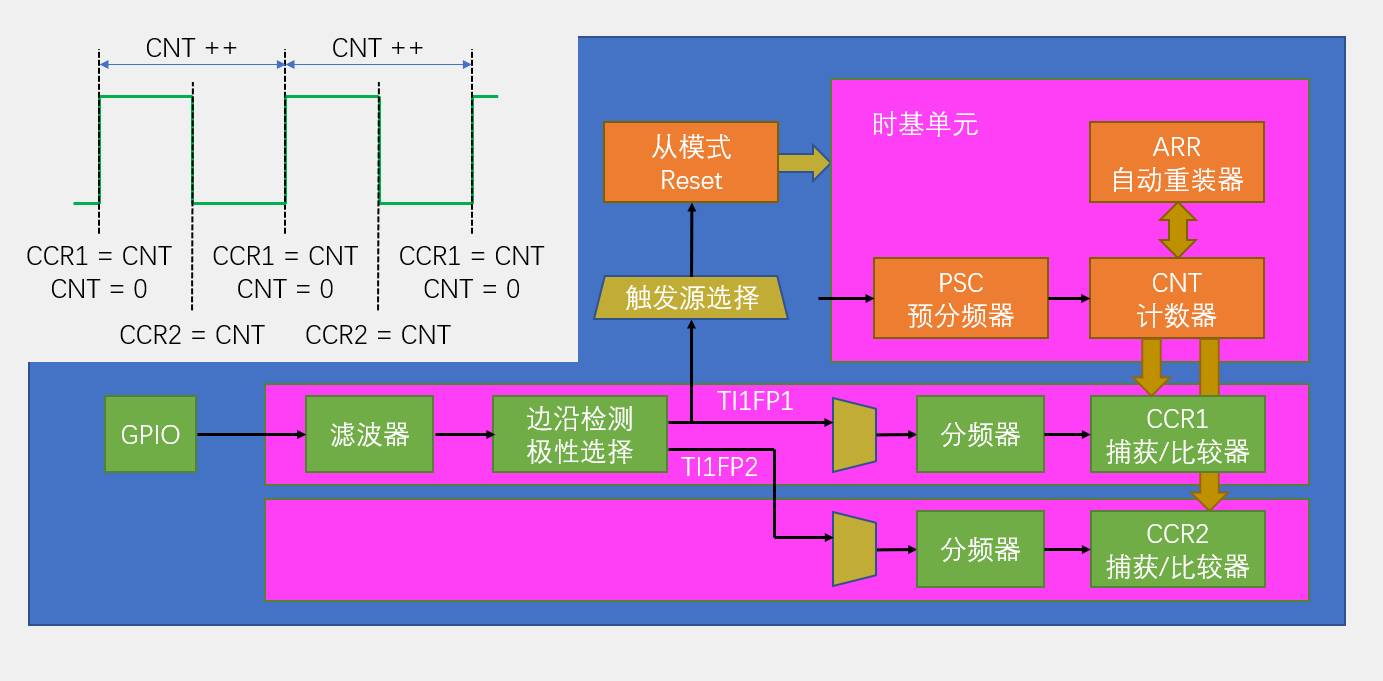 CNT ++
CNT ++
CCR1 = CNT
CNT = 0
CCR1 = CNT
CNT = 0
CCR1 = CNT
CNT = 0
CCR2 = CNT
CCR2 = CNT
时基单元
从模式
Reset
ARR
自动重装器
触发源选择
PSC
预分频器
CNT
计数器
GPIO
滤波器
边沿检测
极性选择
TI1FP1
TI1FP2
分频器
CCR1
捕获/比较器
分频器
CCR2
捕获/比较器